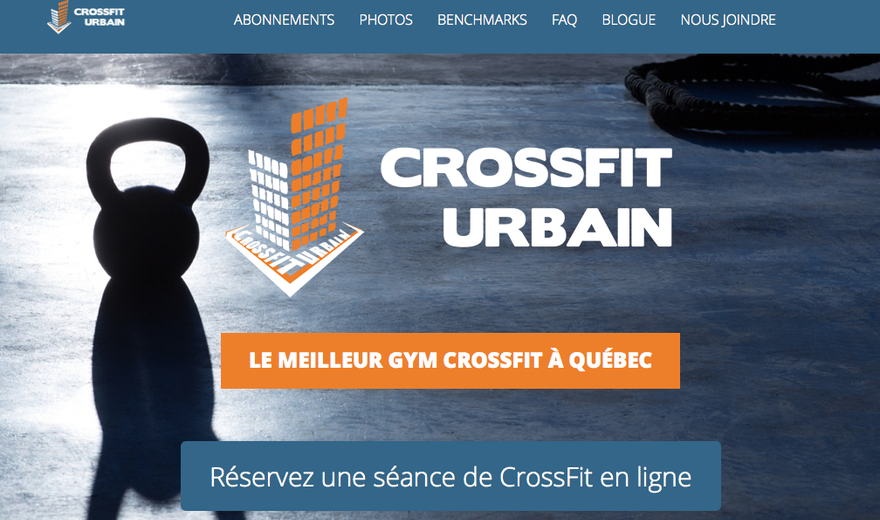 CROSSFIT
URBAIN
ABONNEMENTS PHOTOS BENCHMARKS FAQ BLOGUE NOUS JOINDRE
CROSSFIT
URBAIN
CROSSFIT URBAIN
LE MEILLEUR GYM CROSSFIT À QUÉBEC
Réservez une séance de CrossFit en ligne